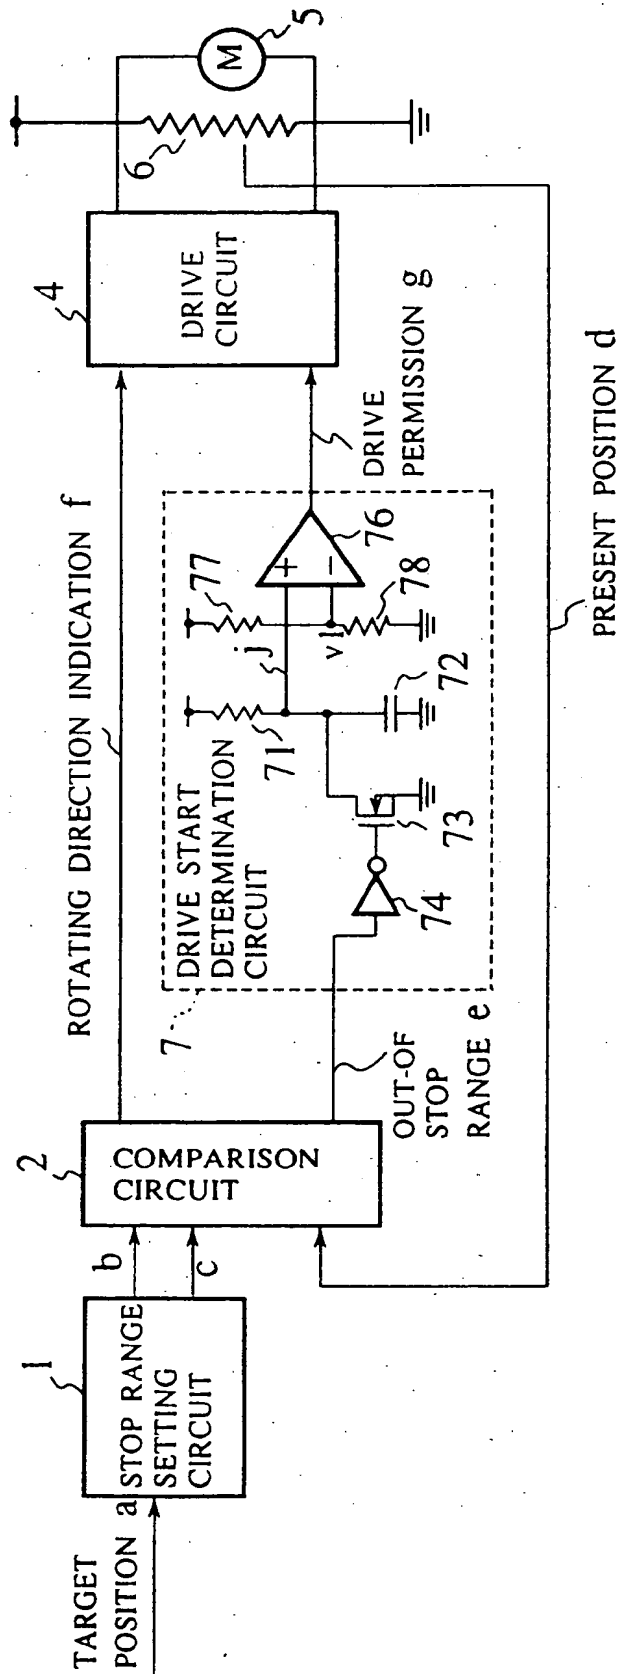 TARGET
POSITION a
1
STOP RANGE
SETTING
CIRCUIT
b
c
2
COMPARISON
CIRCUIT
ROTATING DIRECTION INDICATION f
OUT-OF
STOP
RANGE e
7
DRIVE START
DETERMINATION
CIRCUIT
74
73
71
72
j
v1
77
78
+
−
76
DRIVE
PERMISSION g
4
DRIVE
CIRCUIT
6
M
5
PRESENT POSITION d